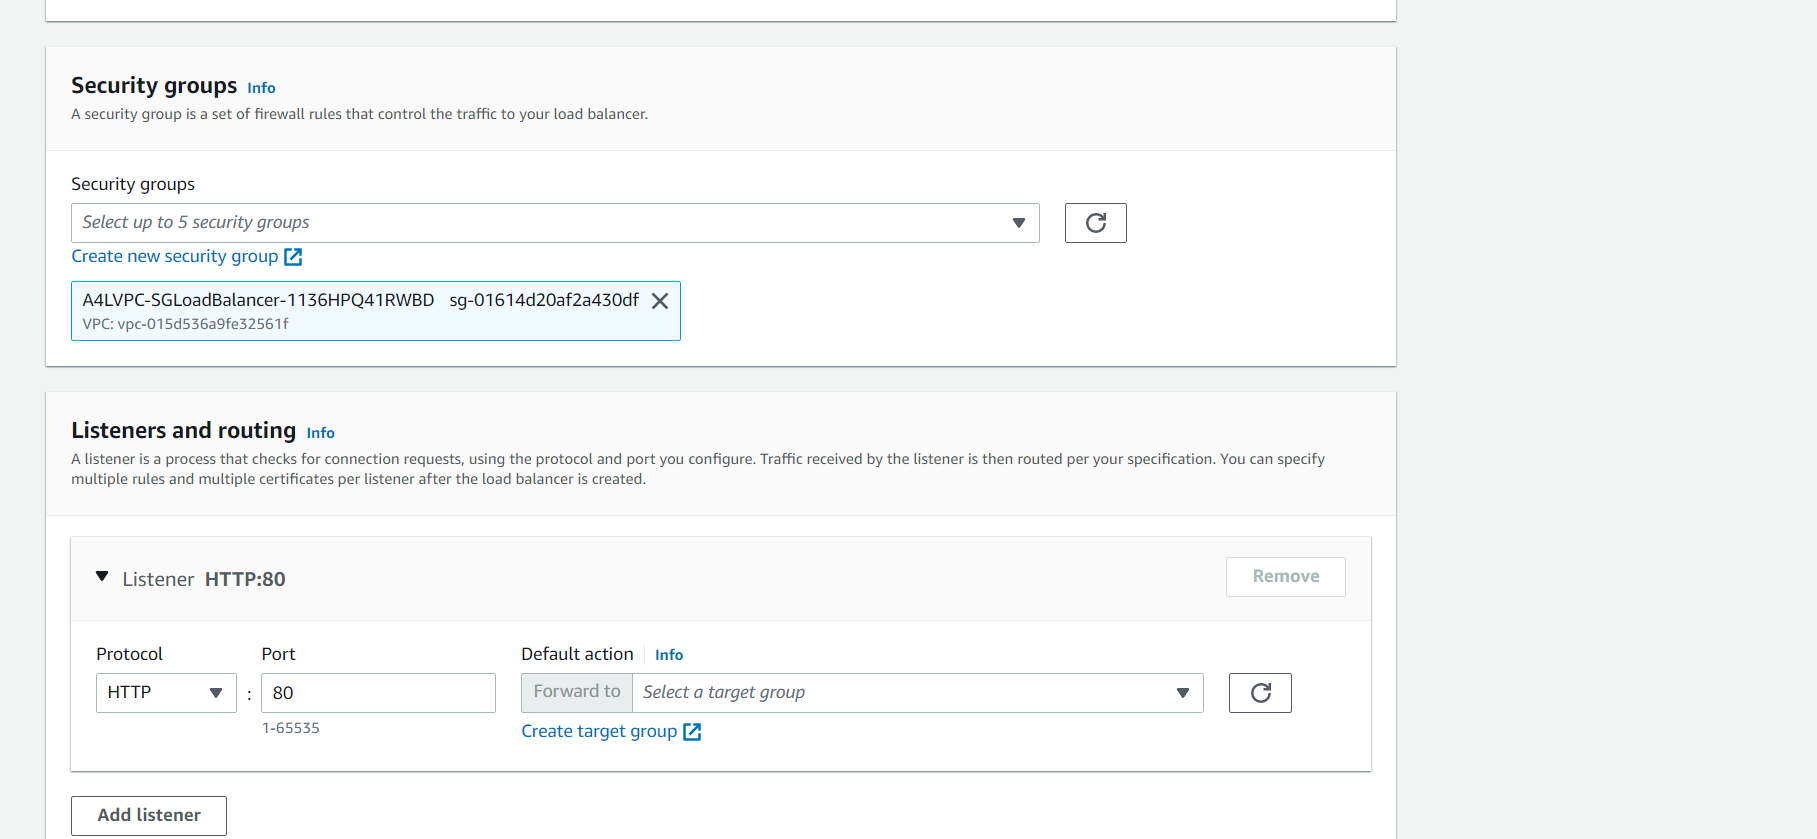 Security groups Info
A security group is a set of firewall rules that control the traffic to your load balancer.
Security groups
Select up to 5 security groups
Create new security group
A4LVPC-SGLoadBalancer-1136HPQ41RWBD sg-01614d20af2a430df
VPC: vpc-015d536a9fe32561f
Listeners and routing Info
A listener is a process that checks for connection requests, using the protocol and port you configure. Traffic received by the listener is then routed per your specification. You can specify
multiple rules and multiple certificates per listener after the load balancer is created.
Listener HTTP:80
Remove
Protocol Port Default action Info
HTTP : 80 Forward to Select a target group
1-65535
Create target group
Add listener